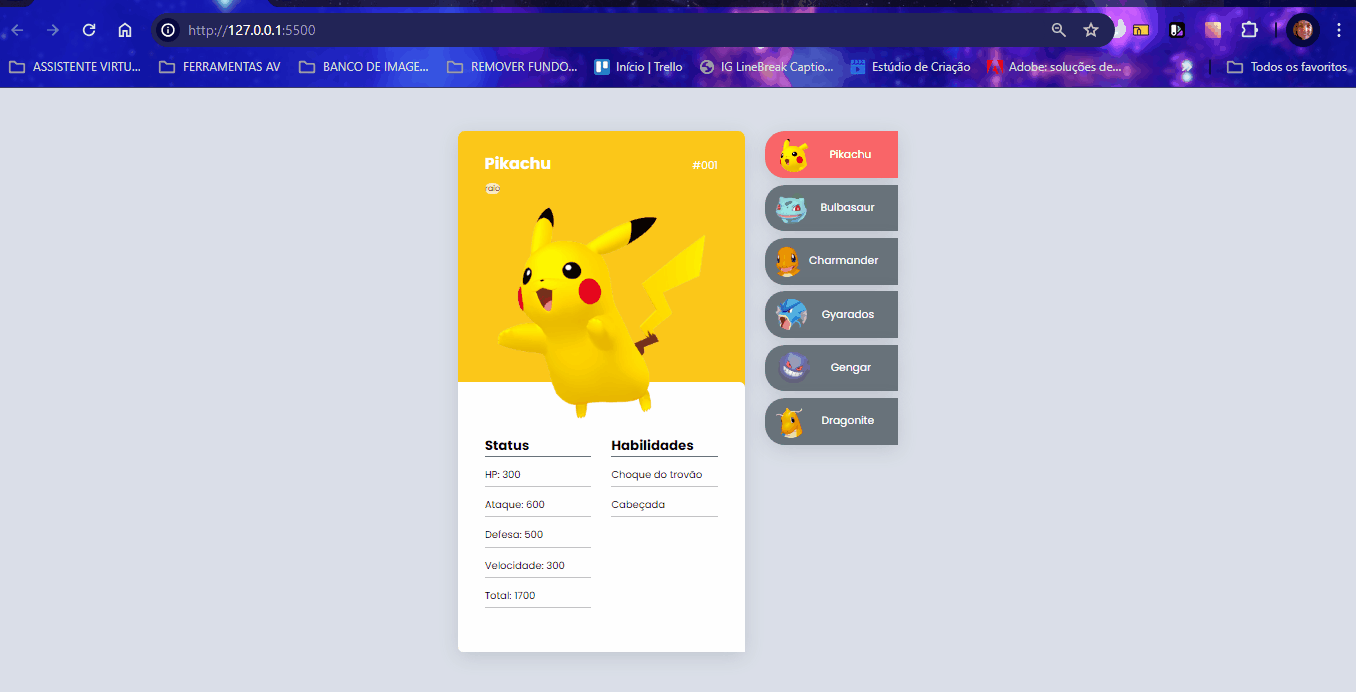 http://127.0.0.1:5500
ASSISTENTE VIRTU... FERRAMENTAS AV BANCO DE IMAGE... REMOVER FUNDO... Início | Trello IG LineBreak Captio... Estúdio de Criação Adobe: soluções de... » Todos os favoritos
Pikachu #001
raio
Status
HP: 300
Ataque: 600
Defesa: 500
Velocidade: 300
Total: 1700
Habilidades
Choque do trovão
Cabeçada
Pikachu
Bulbasaur
Charmander
Gyarados
Gengar
Dragonite